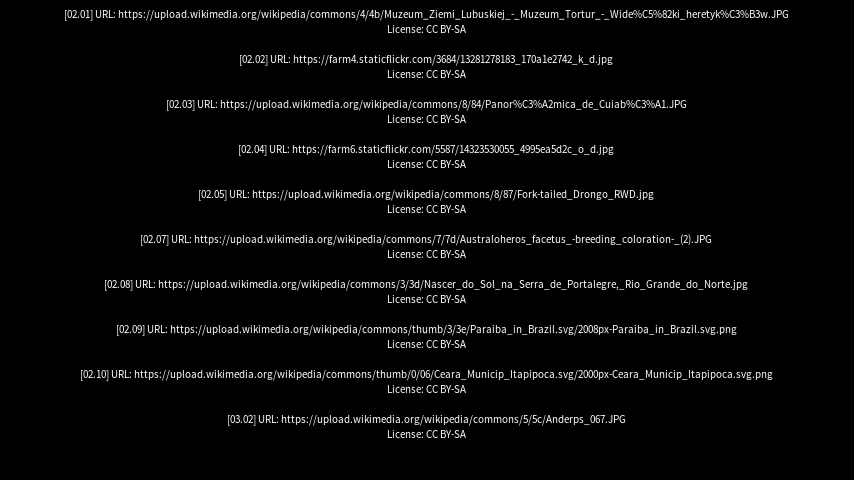 [02.01] URL: https://upload.wikimedia.org/wikipedia/commons/4/4b/Muzeum_Ziemi_Lubuskiej_-_Muzeum_Tortur_-_Wide%C5%82ki_heretyk%C3%B3w.JPG
License: CC BY-SA
[02.02] URL: https://farm4.staticflickr.com/3684/13281278183_170a1e2742_k_d.jpg
License: CC BY-SA
[02.03] URL: https://upload.wikimedia.org/wikipedia/commons/8/84/Panor%C3%A2mica_de_Cuiab%C3%A1.JPG
License: CC BY-SA
[02.04] URL: https://farm6.staticflickr.com/5587/14323530055_4995ea5d2c_o_d.jpg
License: CC BY-SA
[02.05] URL: https://upload.wikimedia.org/wikipedia/commons/8/87/Fork-tailed_Drongo_RWD.jpg
License: CC BY-SA
[02.07] URL: https://upload.wikimedia.org/wikipedia/commons/7/7d/Australoheros_facetus_-breeding_coloration-_(2).JPG
License: CC BY-SA
[02.08] URL: https://upload.wikimedia.org/wikipedia/commons/3/3d/Nascer_do_Sol_na_Serra_de_Portalegre,_Rio_Grande_do_Norte.jpg
License: CC BY-SA
[02.09] URL: https://upload.wikimedia.org/wikipedia/commons/thumb/3/3e/Paraiba_in_Brazil.svg/2008px-Paraiba_in_Brazil.svg.png
License: CC BY-SA
[02.10] URL: https://upload.wikimedia.org/wikipedia/commons/thumb/0/06/Ceara_Municip_Itapipoca.svg/2000px-Ceara_Municip_Itapipoca.svg.png
License: CC BY-SA
[03.02] URL: https://upload.wikimedia.org/wikipedia/commons/5/5c/Anderps_067.JPG
License: CC BY-SA